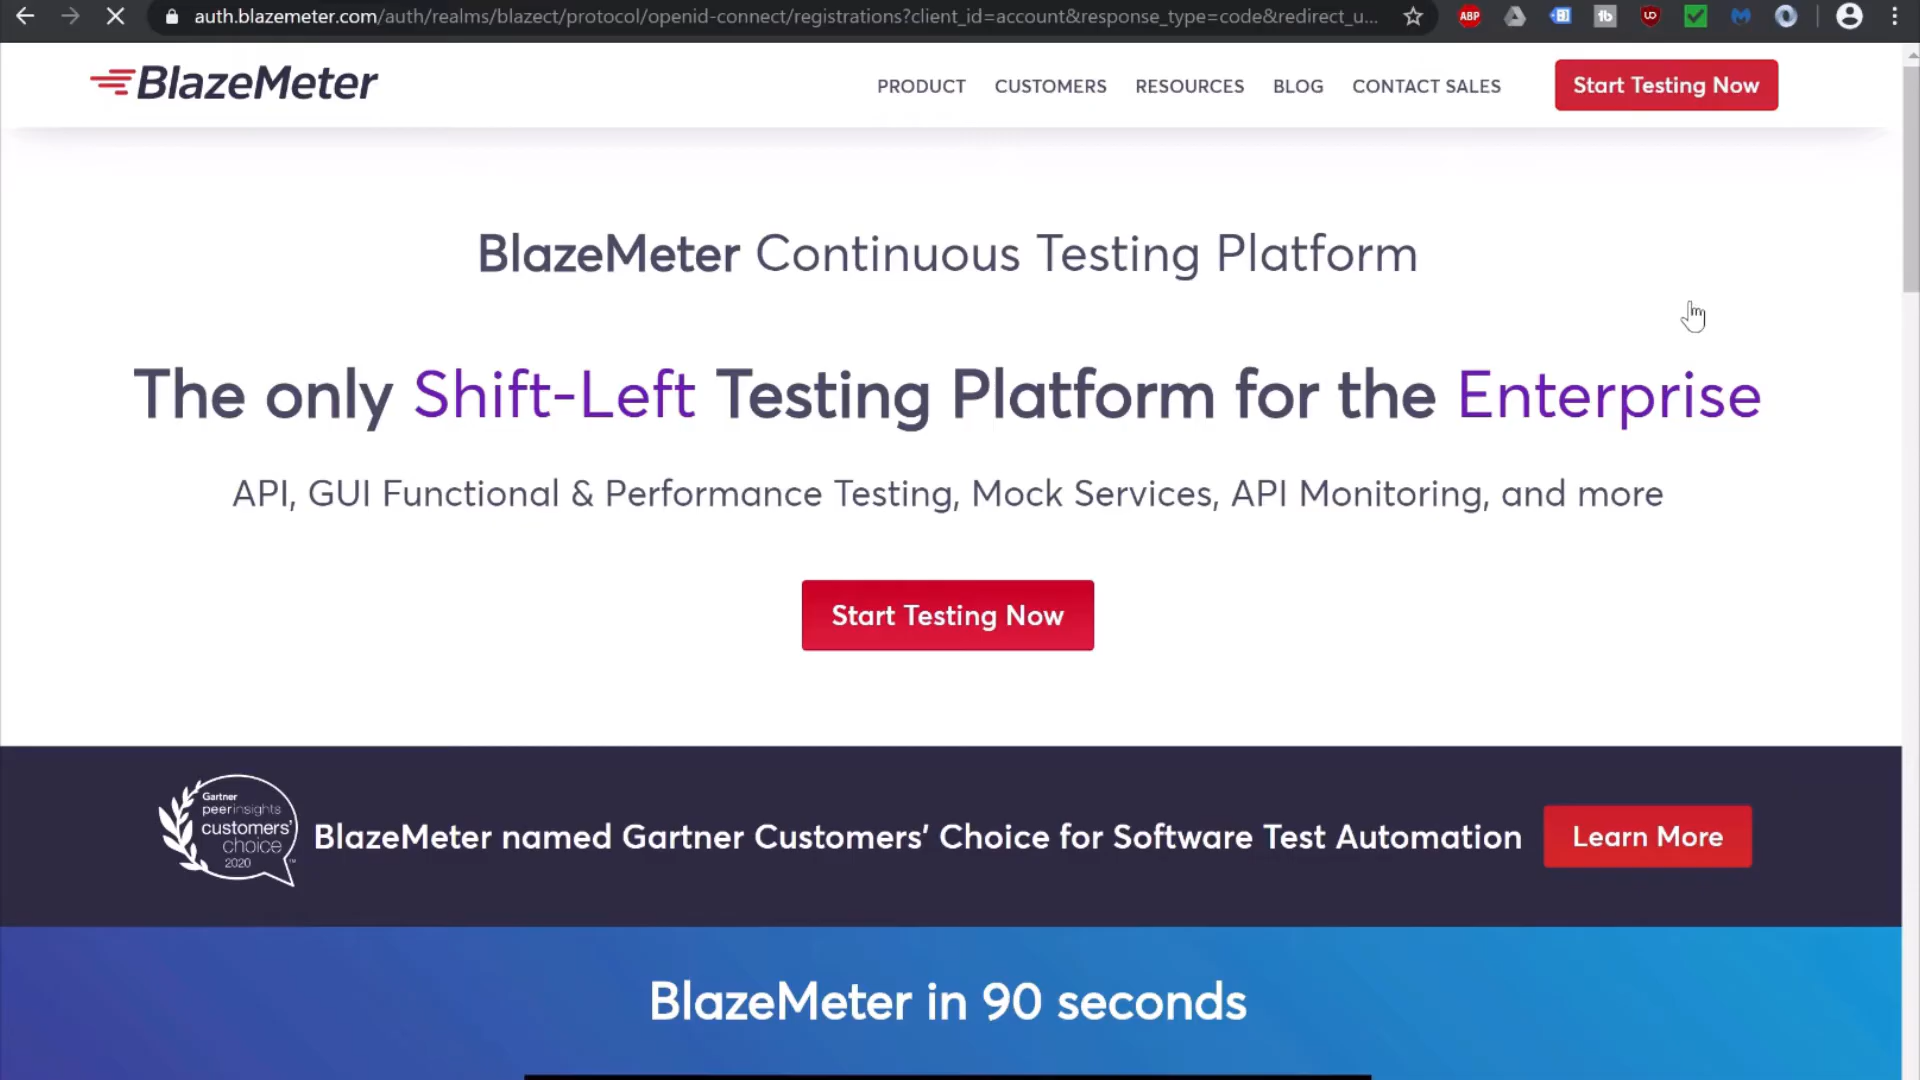 auth.blazemeter.com/auth/realms/blazect/protocol/openid-connect/registrations?client_id=account&response_type=code&redirect_u...
ABP
tb
BlazeMeter
PRODUCT CUSTOMERS RESOURCES BLOG CONTACT SALES Start Testing Now
BlazeMeter Continuous Testing Platform
The only Shift-Left Testing Platform for the Enterprise
API, GUI Functional & Performance Testing, Mock Services, API Monitoring, and more
Start Testing Now
Gartner
peerinsights
customers'
choice
2020
BlazeMeter named Gartner Customers' Choice for Software Test Automation
Learn More
BlazeMeter in 90 seconds